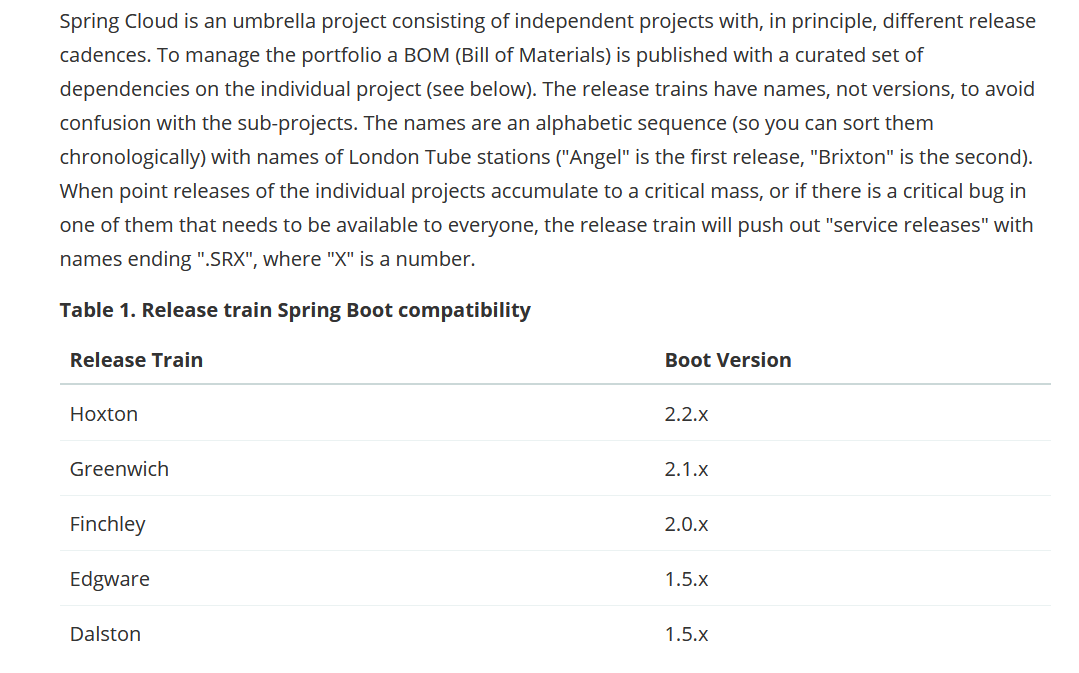 Spring Cloud is an umbrella project consisting of independent projects with, in principle, different release
cadences. To manage the portfolio a BOM (Bill of Materials) is published with a curated set of
dependencies on the individual project (see below). The release trains have names, not versions, to avoid
confusion with the sub-projects. The names are an alphabetic sequence (so you can sort them
chronologically) with names of London Tube stations ("Angel" is the first release, "Brixton" is the second).
When point releases of the individual projects accumulate to a critical mass, or if there is a critical bug in
one of them that needs to be available to everyone, the release train will push out "service releases" with
names ending ".SRX", where "X" is a number.
Table 1. Release train Spring Boot compatibility
Release Train Boot Version
Hoxton 2.2.x
Greenwich 2.1.x
Finchley 2.0.x
Edgware 1.5.x
Dalston 1.5.x